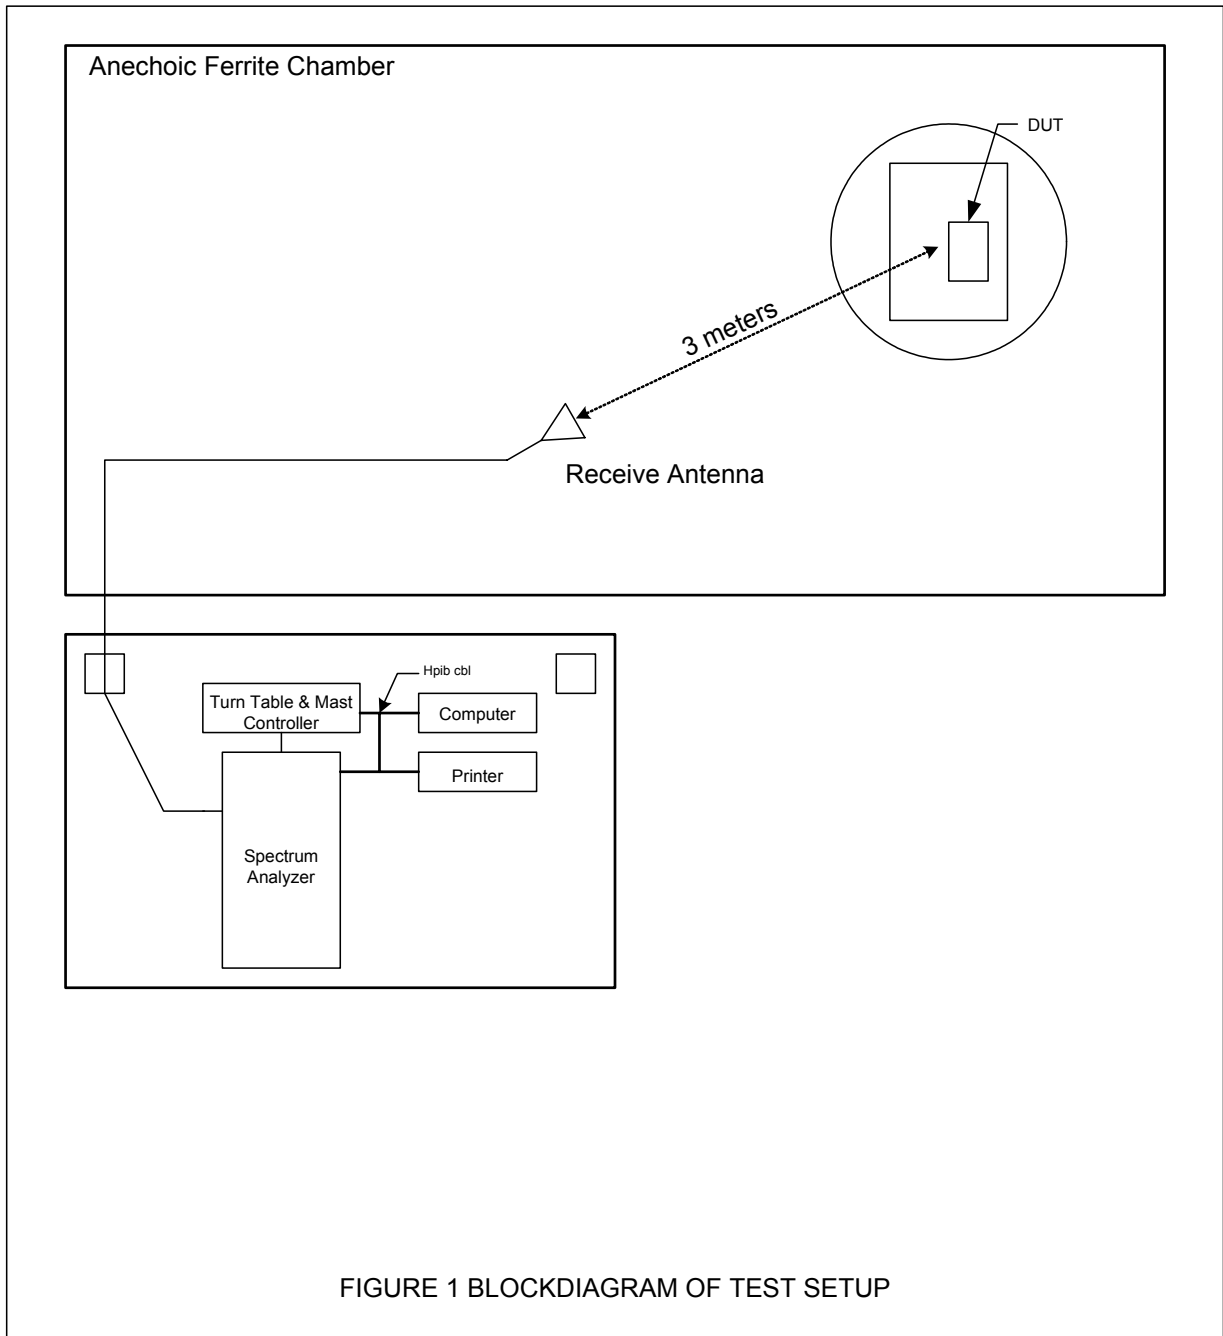 Anechoic Ferrite Chamber
DUT
3 meters
Receive Antenna
Hpib cbl
Turn Table & Mast
Controller
Computer
Printer
Spectrum
Analyzer
FIGURE 1 BLOCKDIAGRAM OF TEST SETUP